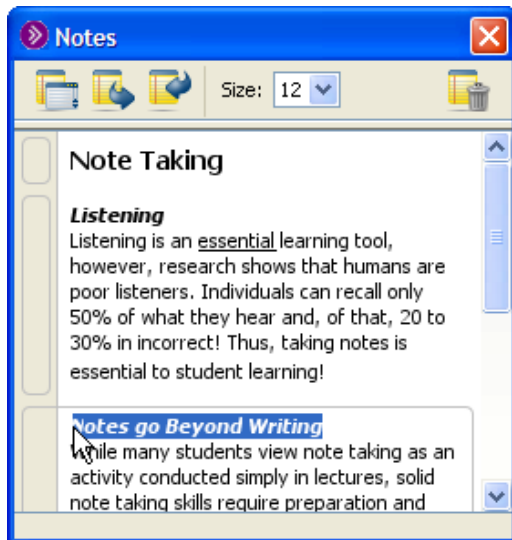 Notes
Size: 12
Note Taking
Listening
Listening is an essential learning tool,
however, research shows that humans are
poor listeners. Individuals can recall only
50% of what they hear and, of that, 20 to
30% in incorrect! Thus, taking notes is
essential to student learning!
Notes go Beyond Writing
While many students view note taking as an
activity conducted simply in lectures, solid
note taking skills require preparation and